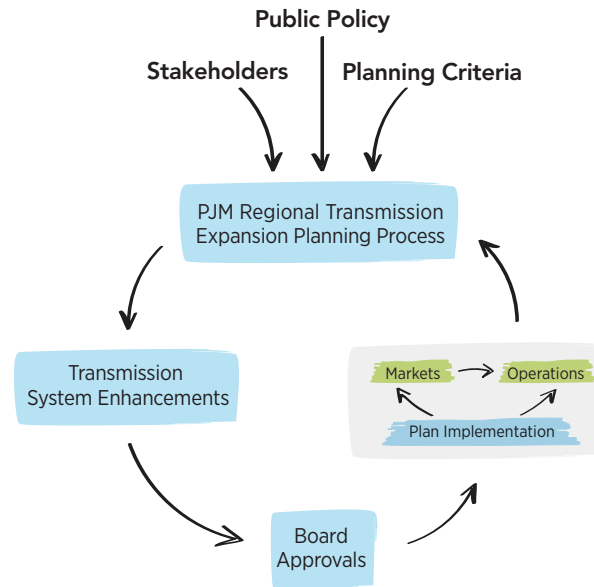 Public Policy
Stakeholders
Planning Criteria
PJM Regional Transmission
Expansion Planning Process
Transmission
System Enhancements
Markets
Operations
Plan Implementation
Board
Approvals